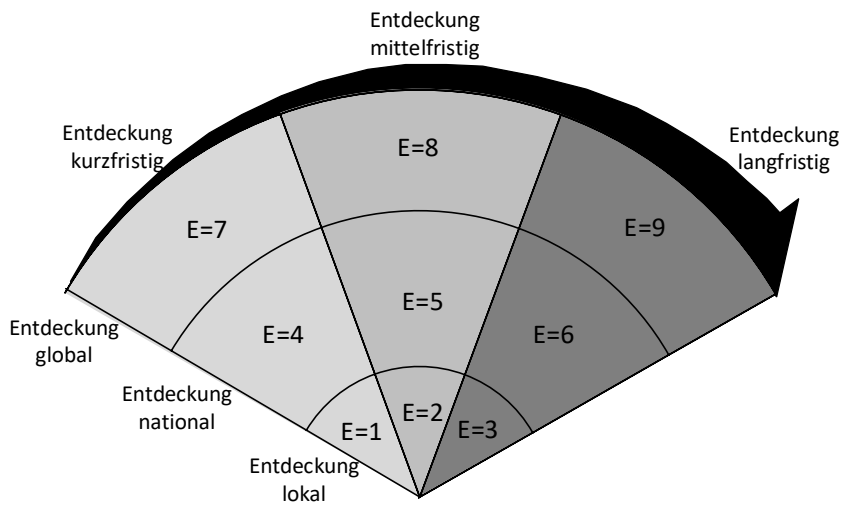 Entdeckung
mittelfristig
Entdeckung
kurzfristig
Entdeckung
langfristig
E=8
E=7
E=9
E=5
E=4
E=6
Entdeckung
global
Entdeckung
national
E=2
E=1
E=3
Entdeckung
lokal